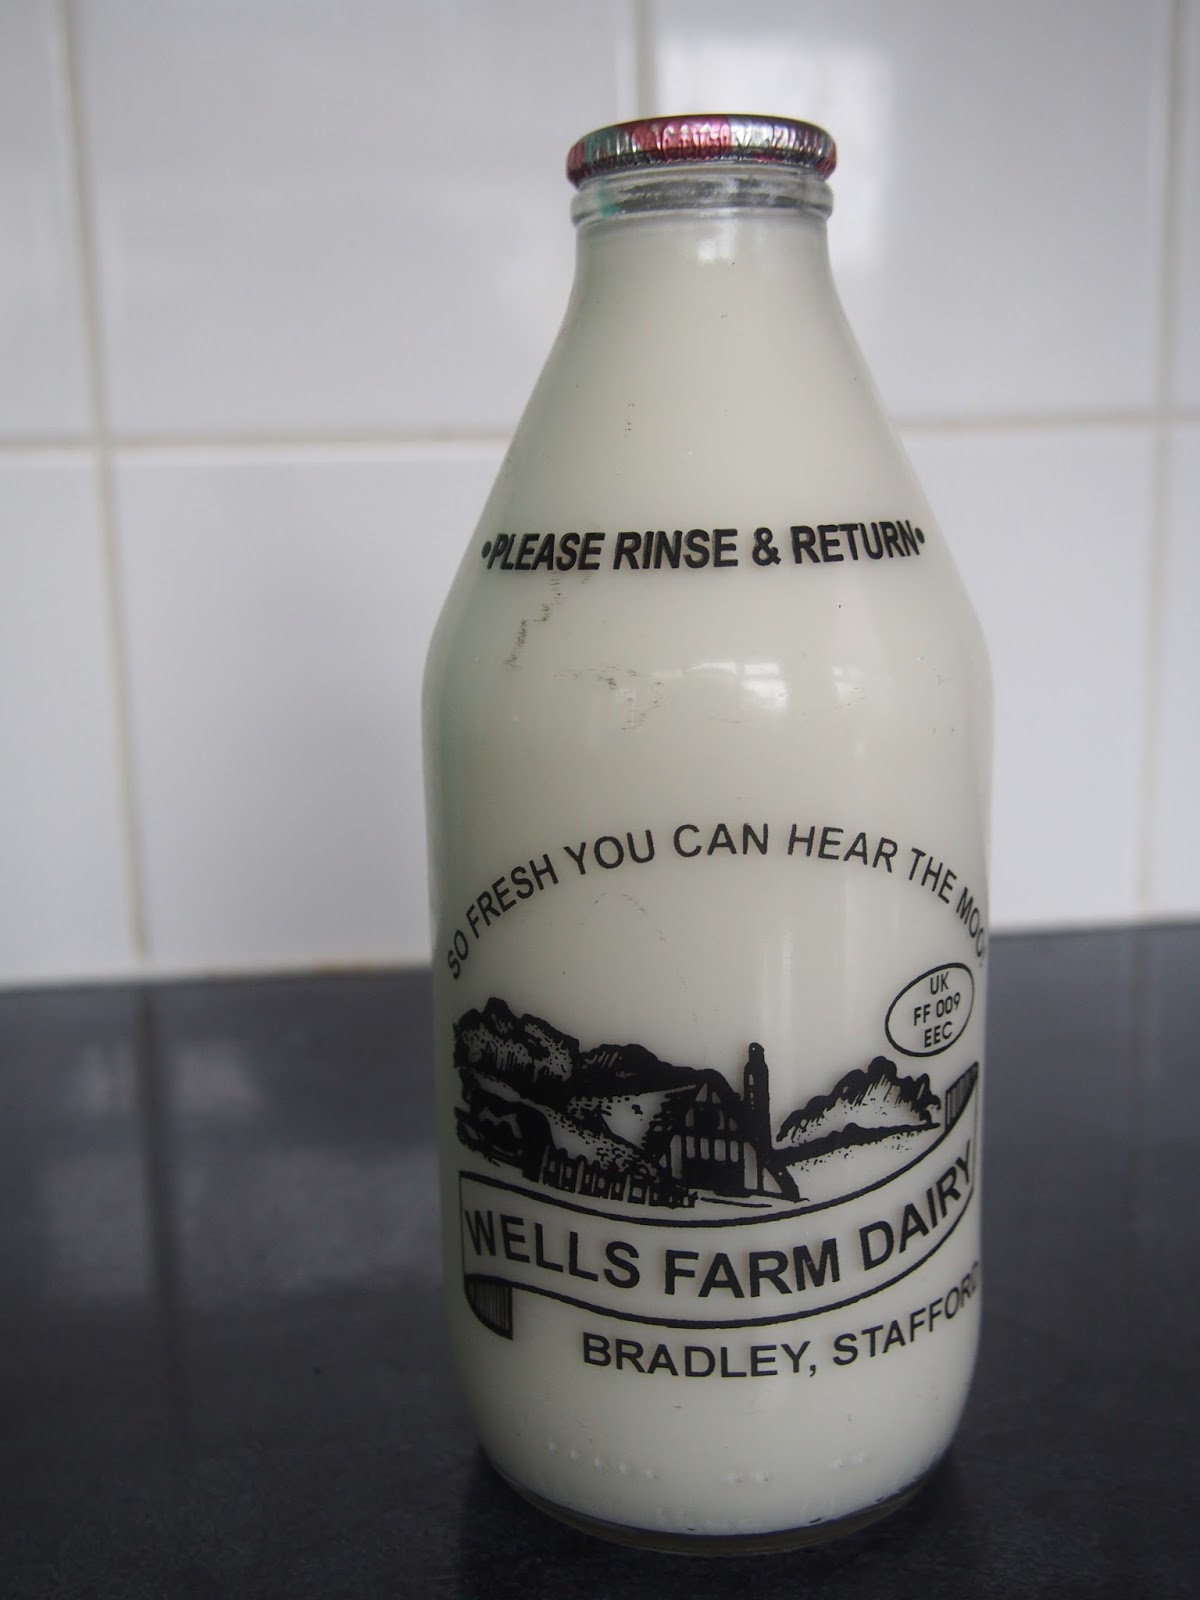 •PLEASE RINSE & RETURN•
SO FRESH YOU CAN HEAR THE MOO!
UK
FF 009
EEC
WELLS FARM DAIRY
BRADLEY, STAFFORD